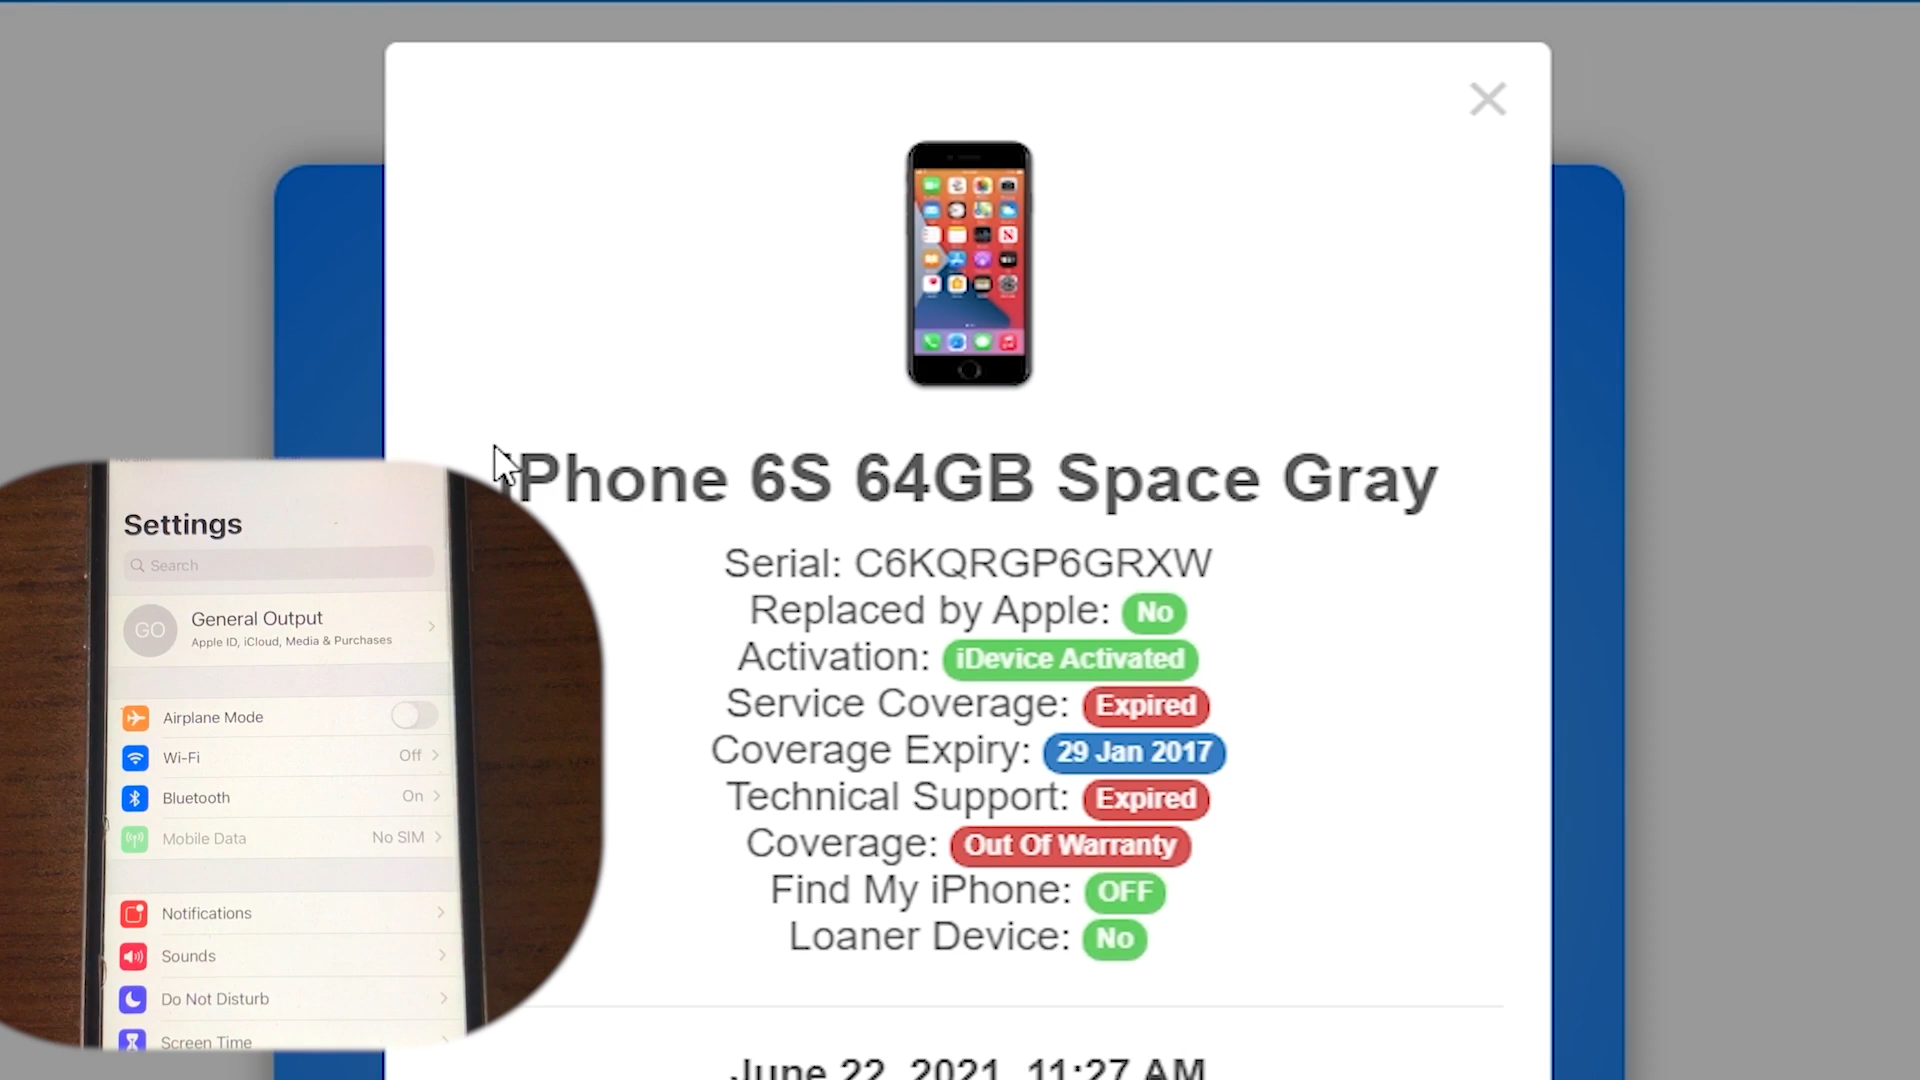 iPhone 6S 64GB Space Gray
Serial: C6KQRGP6GRXW
Replaced by Apple: No
Activation: iDevice Activated
Service Coverage: Expired
Coverage Expiry: 29 Jan 2017
Technical Support: Expired
Coverage: Out Of Warranty
Find My iPhone: OFF
Loaner Device: No
June 22, 2021, 11:27 AM
Settings
Search
GO
General Output
Apple ID, iCloud, Media & Purchases
Airplane Mode
Wi-Fi Off
Bluetooth On
Mobile Data No SIM
Notifications
Sounds
Do Not Disturb
Screen Time